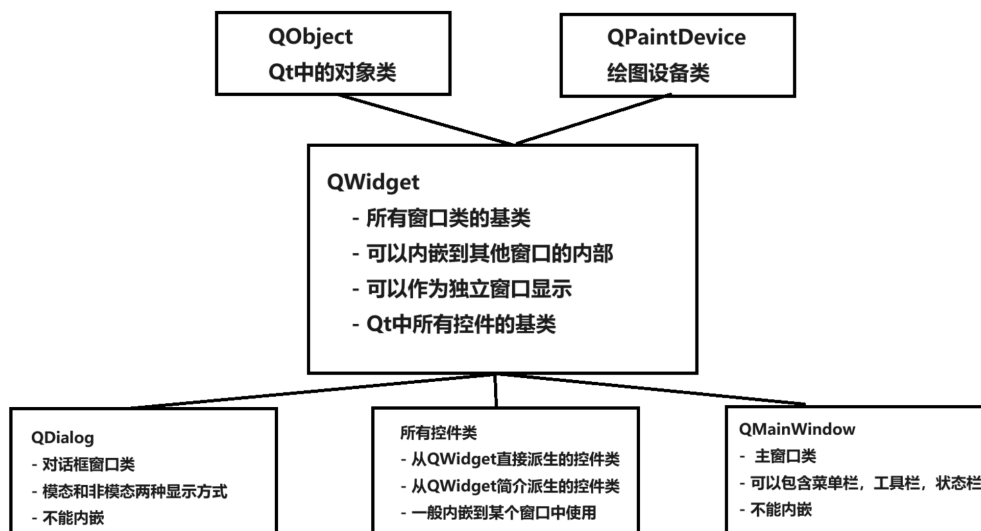 QObject
Qt中的对象类
QPaintDevice
绘图设备类
QWidget
- 所有窗口类的基类
- 可以内嵌到其他窗口的内部
- 可以作为独立窗口显示
- Qt中所有控件的基类
QDialog
- 对话框窗口类
- 模态和非模态两种显示方式
- 不能内嵌
所有控件类
- 从QWidget直接派生的控件类
- 从QWidget简介派生的控件类
- 一般内嵌到某个窗口中使用
QMainWindow
- 主窗口类
- 可以包含菜单栏，工具栏，状态栏
- 不能内嵌